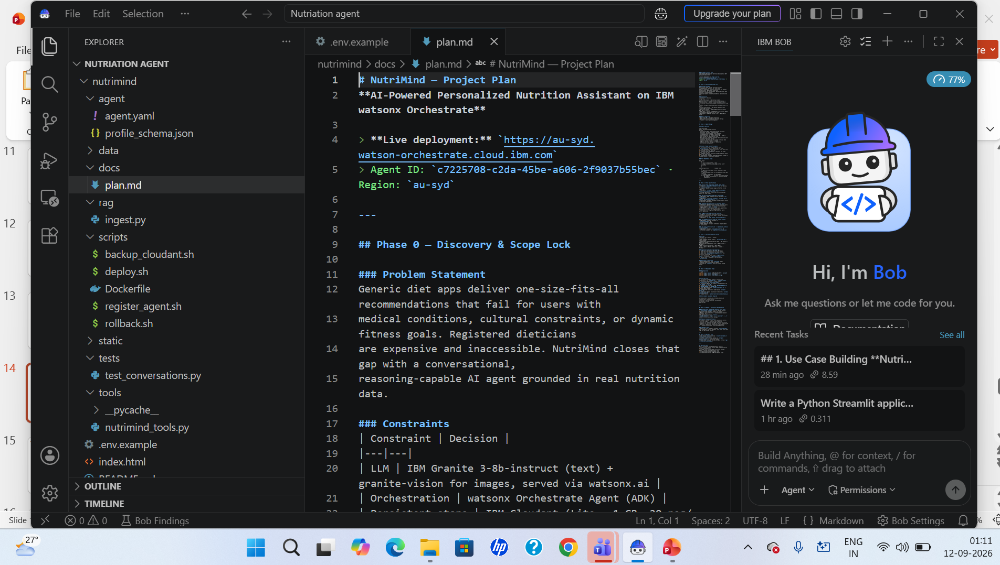 File Edit Selection ··· Nutriation agent Upgrade your plan
File
Pa
11
12
13
14
15
Slide
EXPLORER
NUTRIATION AGENT
nutrimind
agent
! agent.yaml
{} profile_schema.json
data
docs
plan.md
rag
ingest.py
scripts
$ backup_cloudant.sh
$ deploy.sh
Dockerfile
$ register_agent.sh
$ rollback.sh
static
tests
test_conversations.py
tools
__pycache__
nutrimind_tools.py
.env.example
<> index.html
OUTLINE
TIMELINE
.env.example
plan.md
nutrimind > docs > plan.md > abc # NutriMind — Project Plan
1 # NutriMind — Project Plan
2 **AI-Powered Personalized Nutrition Assistant on IBM
watsonx Orchestrate**
3
4 > **Live deployment:** `https://au-syd.
watson-orchestrate.cloud.ibm.com`
5 > Agent ID: `c7225708-c2da-45be-a606-2f9037b55bec` ·
Region: `au-syd`
6
7 ---
8
9 ## Phase 0 — Discovery & Scope Lock
10
11 ### Problem Statement
12 Generic diet apps deliver one-size-fits-all
recommendations that fail for users with
13 medical conditions, cultural constraints, or dynamic
fitness goals. Registered dieticians
14 are expensive and inaccessible. NutriMind closes that
gap with a conversational,
15 reasoning-capable AI agent grounded in real nutrition
data.
16
17 ### Constraints
18 | Constraint | Decision |
19 |---|---|
20 | LLM | IBM Granite 3-8b-instruct (text) +
granite-vision for images, served via watsonx.ai |
21 | Orchestration | watsonx Orchestrate Agent (ADK) |
IBM BOB
77%
Hi, I'm Bob
Ask me questions or let me code for you.
Documentation
Recent Tasks See all
## 1. Use Case Building **Nutri...
28 min ago 8.59
Write a Python Streamlit applic...
1 hr ago 0.311
Build Anything, @ for context, / for
commands, ⇧ drag to attach
+ Agent Permissions
0 0 Bob Findings Ln 1, Col 1 Spaces: 2 UTF-8 LF {} Markdown Bob Settings
27°
hp
ENG
IN
01:11
12-09-2026